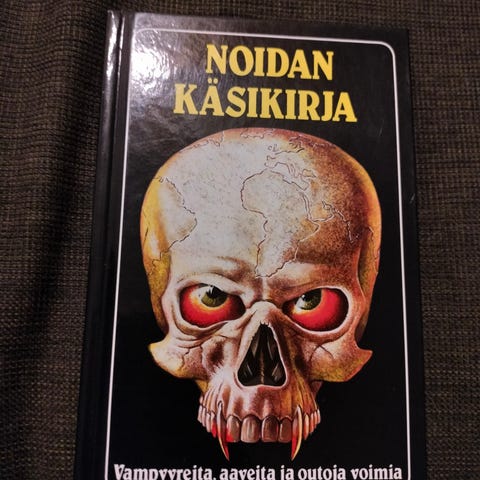 NOIDAN
KÄSIKIRJA
Vampyyreita, aaveita ja outoja voimia